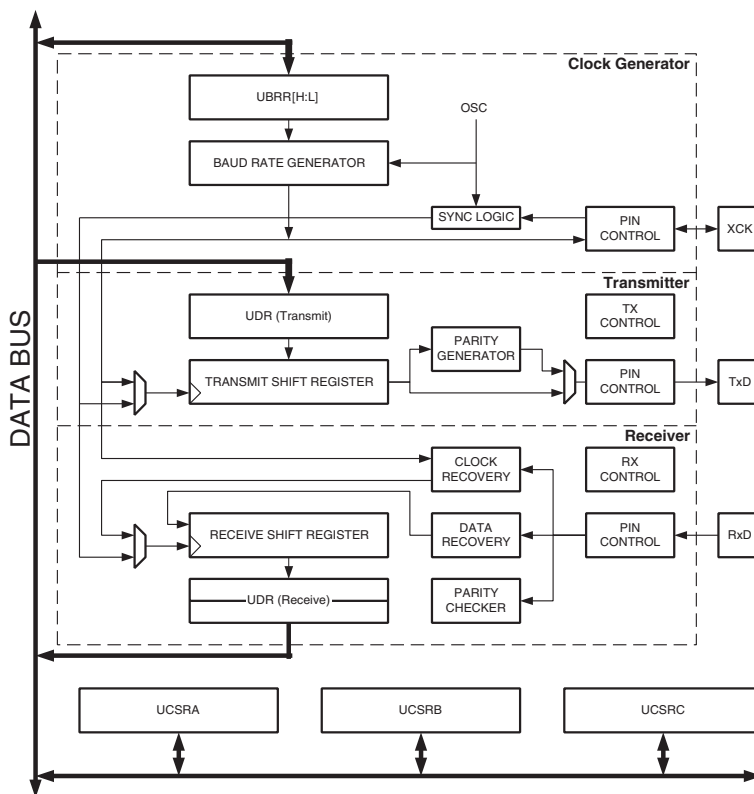 Clock Generator
UBRR[H:L]
OSC
BAUD RATE GENERATOR
SYNC LOGIC
PIN
CONTROL
XCK
Transmitter
UDR (Transmit)
TX
CONTROL
PARITY
GENERATOR
TRANSMIT SHIFT REGISTER
PIN
CONTROL
TxD
DATA BUS
Receiver
CLOCK
RECOVERY
RX
CONTROL
RECEIVE SHIFT REGISTER
DATA
RECOVERY
PIN
CONTROL
RxD
UDR (Receive)
PARITY
CHECKER
UCSRA
UCSRB
UCSRC